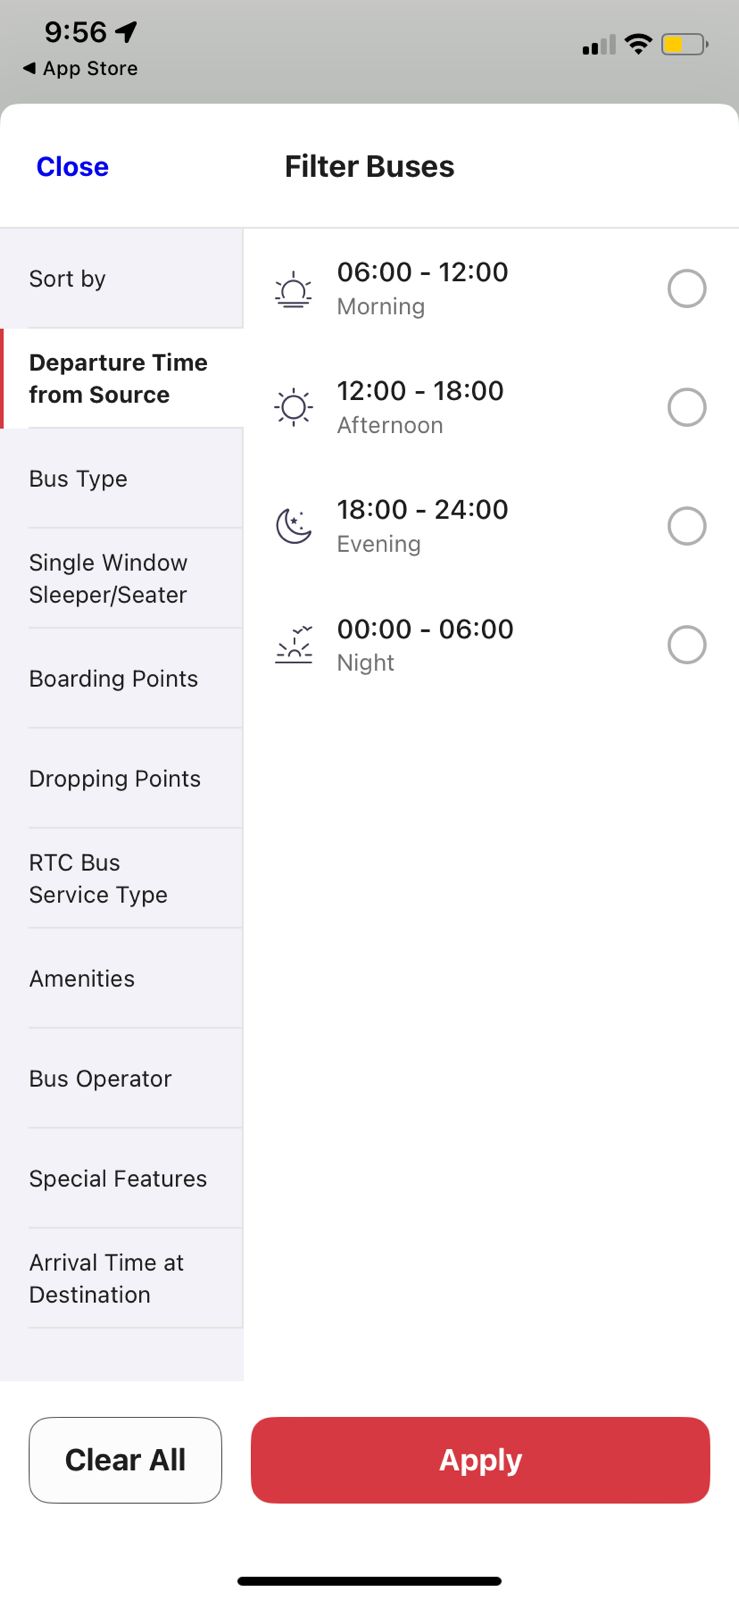 9:56
◀ App Store
Close
Filter Buses
Sort by
Departure Time
from Source
Bus Type
Single Window
Sleeper/Seater
Boarding Points
Dropping Points
RTC Bus
Service Type
Amenities
Bus Operator
Special Features
Arrival Time at
Destination
06:00 - 12:00
Morning
12:00 - 18:00
Afternoon
18:00 - 24:00
Evening
00:00 - 06:00
Night
Clear All
Apply